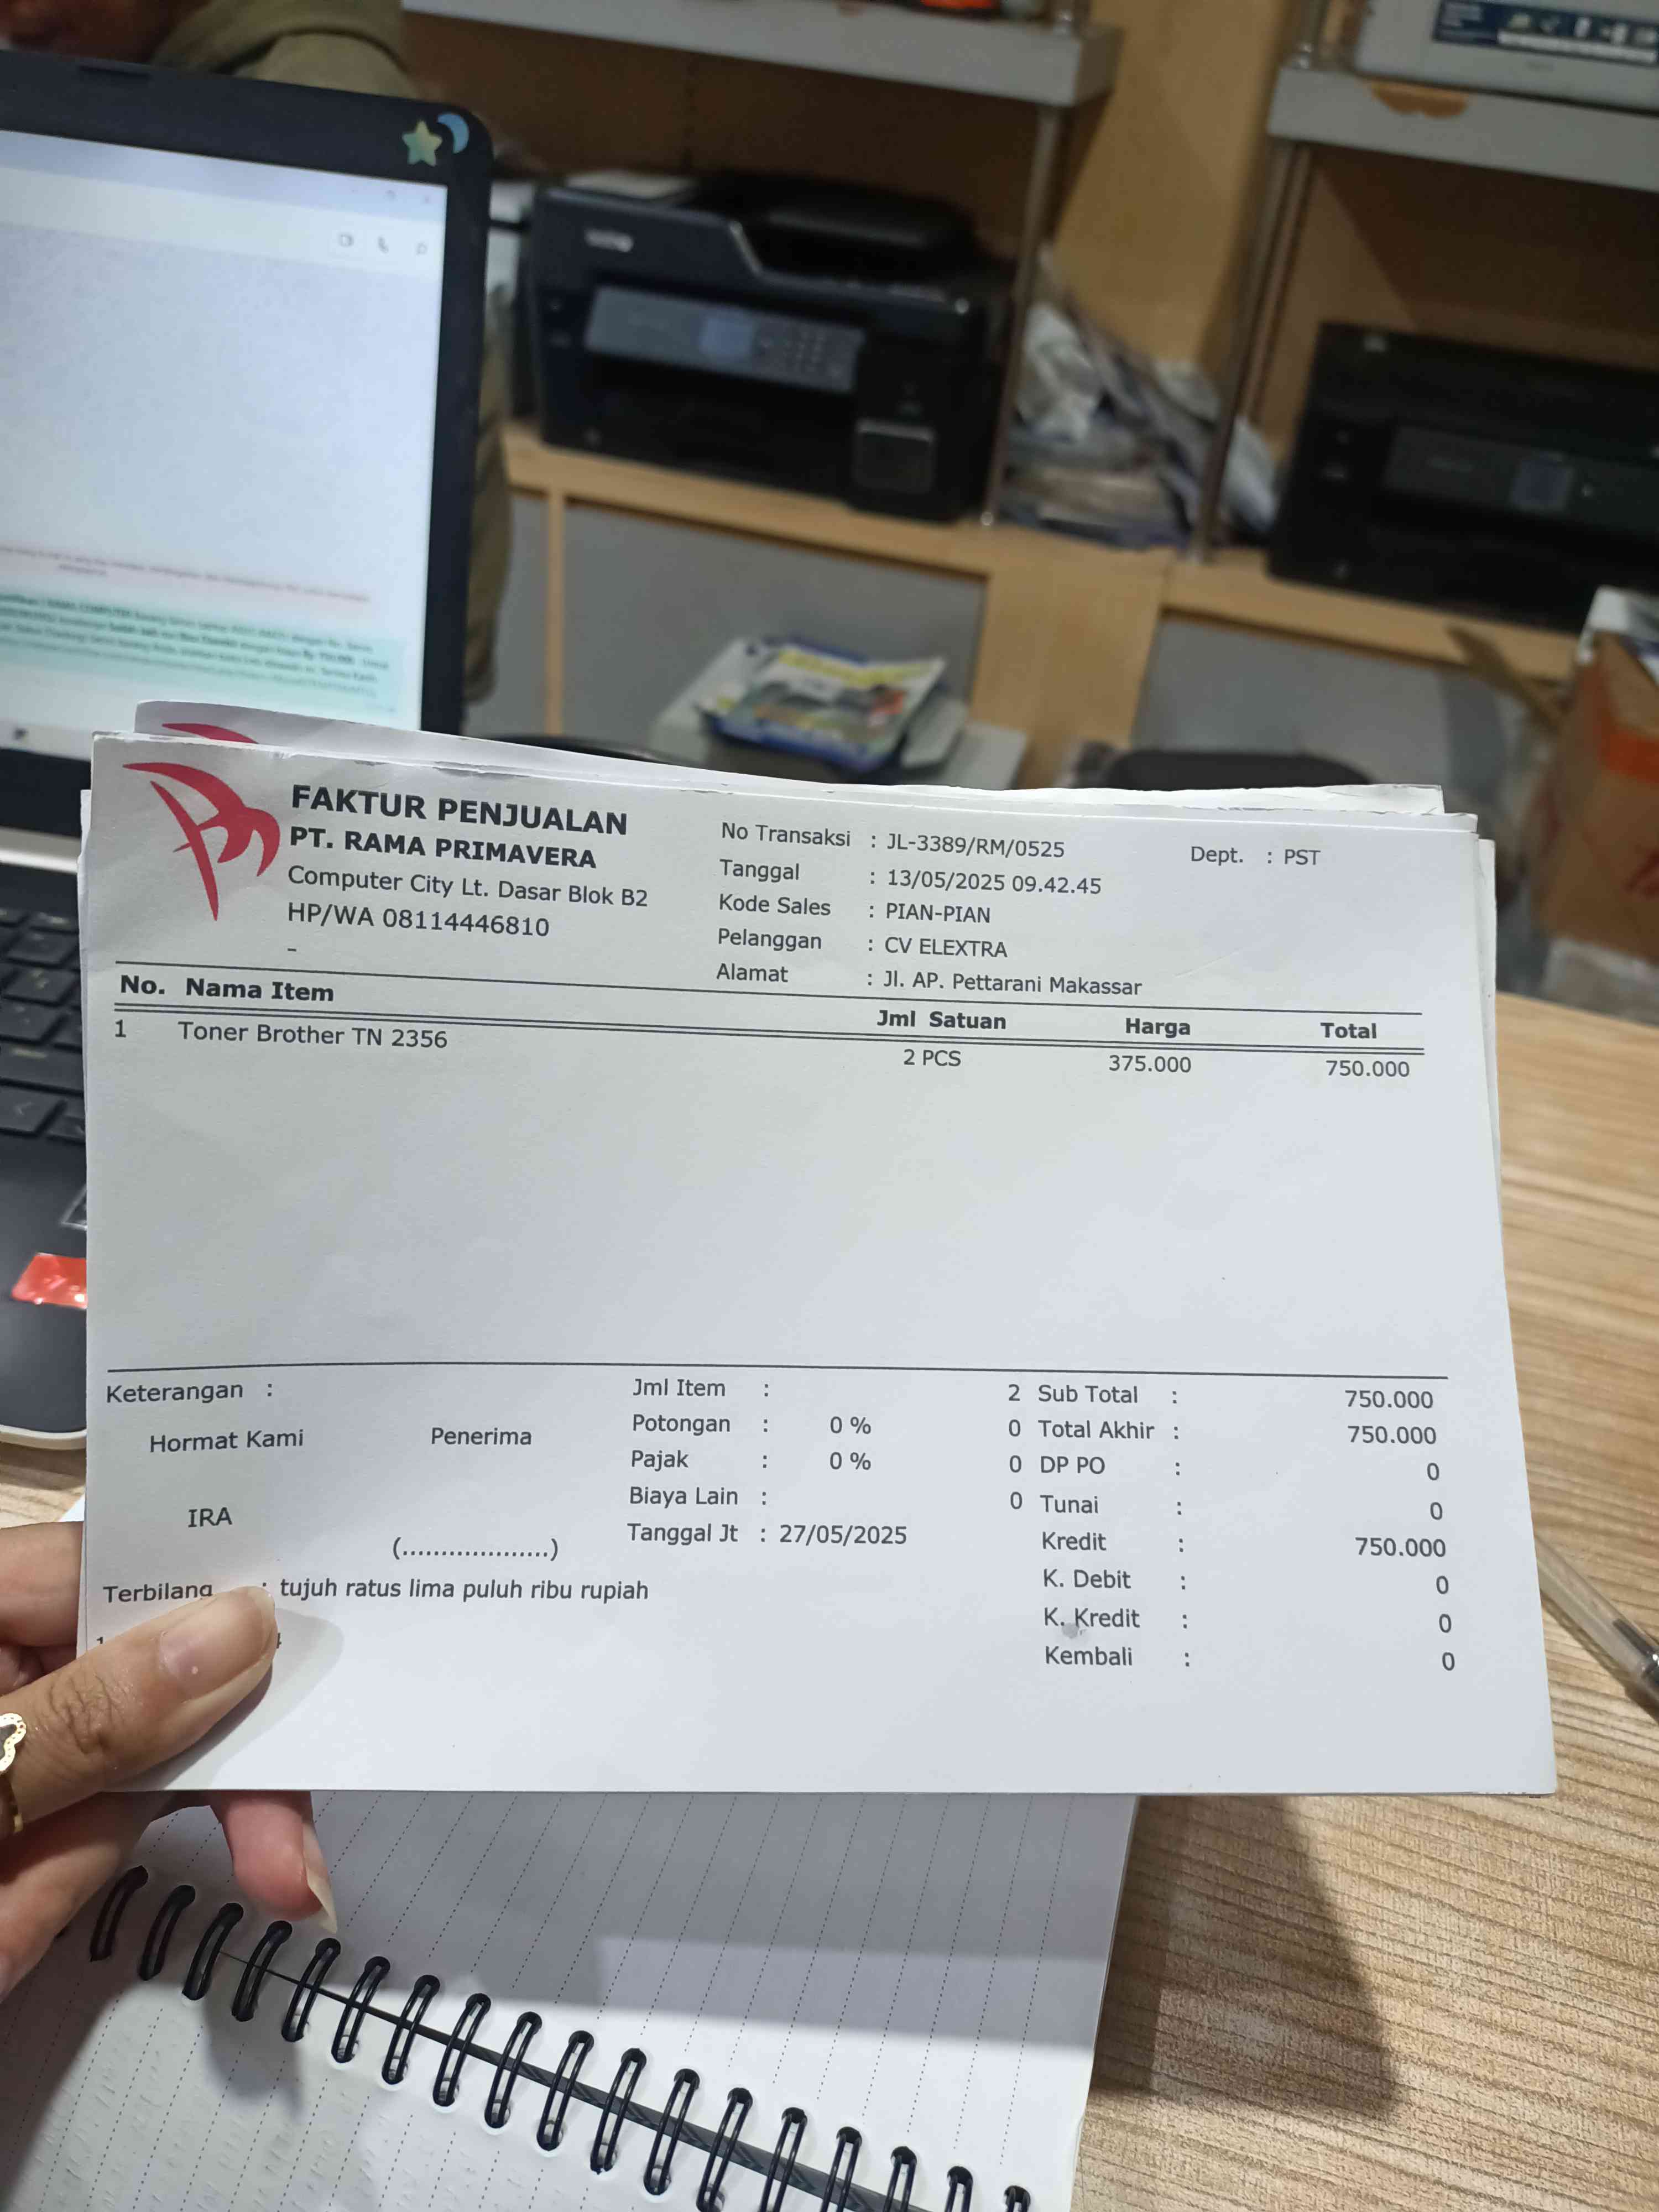 FAKTUR PENJUALAN
PT. RAMA PRIMAVERA
Computer City Lt. Dasar Blok B2
HP/WA 08114446810
-
No Transaksi : JL-3389/RM/0525
Dept. : PST
Tanggal : 13/05/2025 09.42.45
Kode Sales : PIAN-PIAN
Pelanggan : CV ELEXTRA
Alamat : Jl. AP. Pettarani Makassar
No. Nama Item Jml Satuan Harga Total
1 Toner Brother TN 2356 2 PCS 375.000 750.000
Keterangan :
Hormat Kami Penerima
IRA
(...................)
Jml Item : 2
Potongan : 0 % 0
Pajak : 0 % 0
Biaya Lain : 0
Tanggal Jt : 27/05/2025
Sub Total : 750.000
Total Akhir : 750.000
DP PO : 0
Tunai : 0
Kredit : 750.000
K. Debit : 0
K. Kredit : 0
Kembali : 0
Terbilang : tujuh ratus lima puluh ribu rupiah